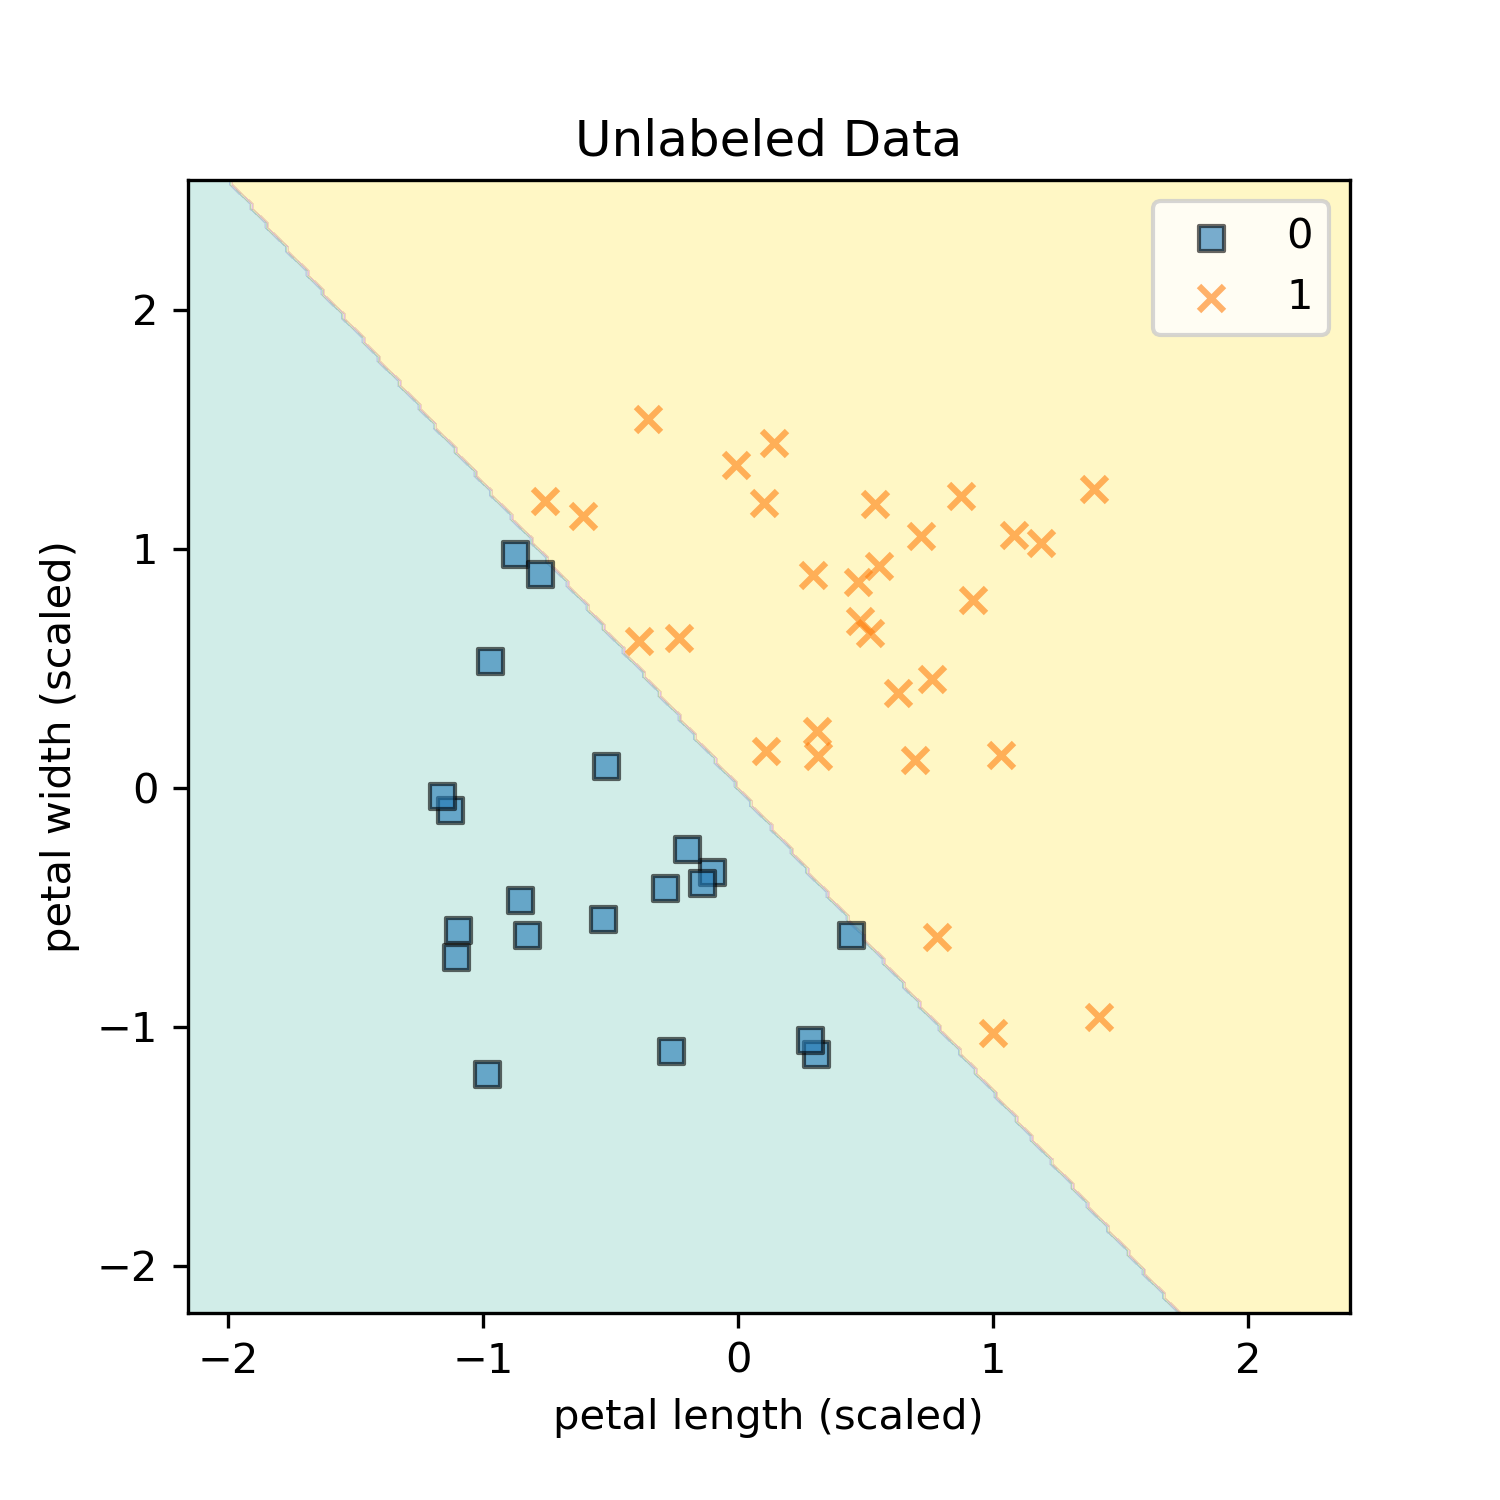 Unlabeled Data
0
1
2
1
0
−1
−2
petal width (scaled)
−2 −1 0 1 2
petal length (scaled)